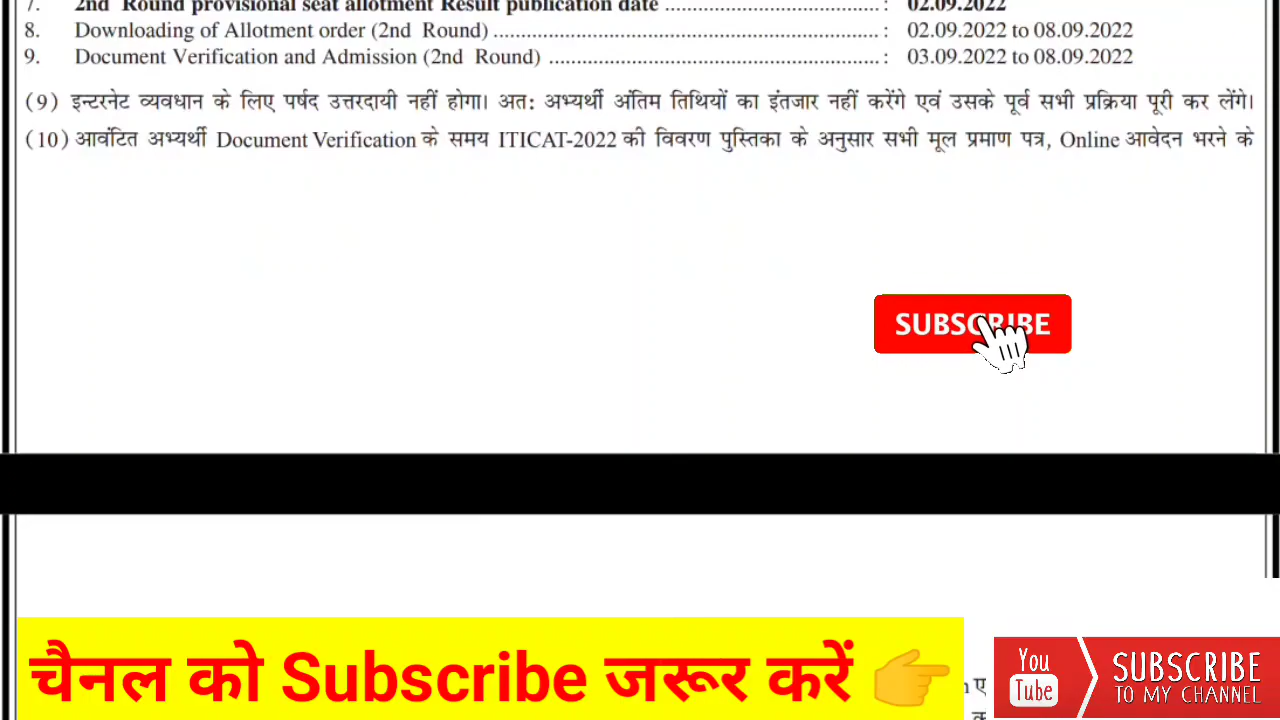 7. 2nd Round provisional seat allotment Result publication date ........................................ : 02.09.2022
8. Downloading of Allotment order (2nd Round) ...................................................................... : 02.09.2022 to 08.09.2022
9. Document Verification and Admission (2nd Round) ............................................................ : 03.09.2022 to 08.09.2022
(9) इन्टरनेट व्यवधान के लिए पर्षद उत्तरदायी नहीं होगा। अत: अभ्यर्थी अंतिम तिथियों का इंतजार नहीं करेंगे एवं उसके पूर्व सभी प्रक्रिया पूरी कर लेंगे।
(10) आवंटित अभ्यर्थी Document Verification के समय ITICAT-2022 की विवरण पुस्तिका के अनुसार सभी मूल प्रमाण पत्र, Online आवेदन भरने के
SUBSCRIBE
चैनल को Subscribe जरूर करें 👉
ए
You
Tube
SUBSCRIBE
TO MY CHANNEL